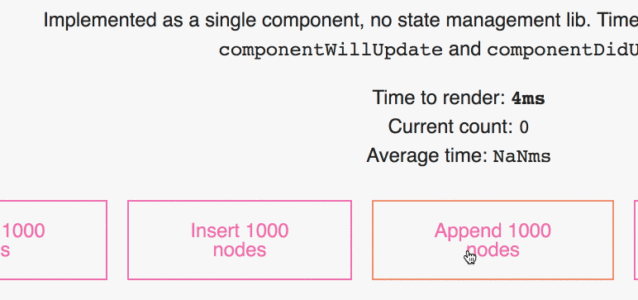 Implemented as a single component, no state management lib. Time
componentWillUpdate and componentDidU
Time to render: 4ms
Current count: 0
Average time: NaNms
1000
s
Insert 1000
nodes
Append 1000
nodes